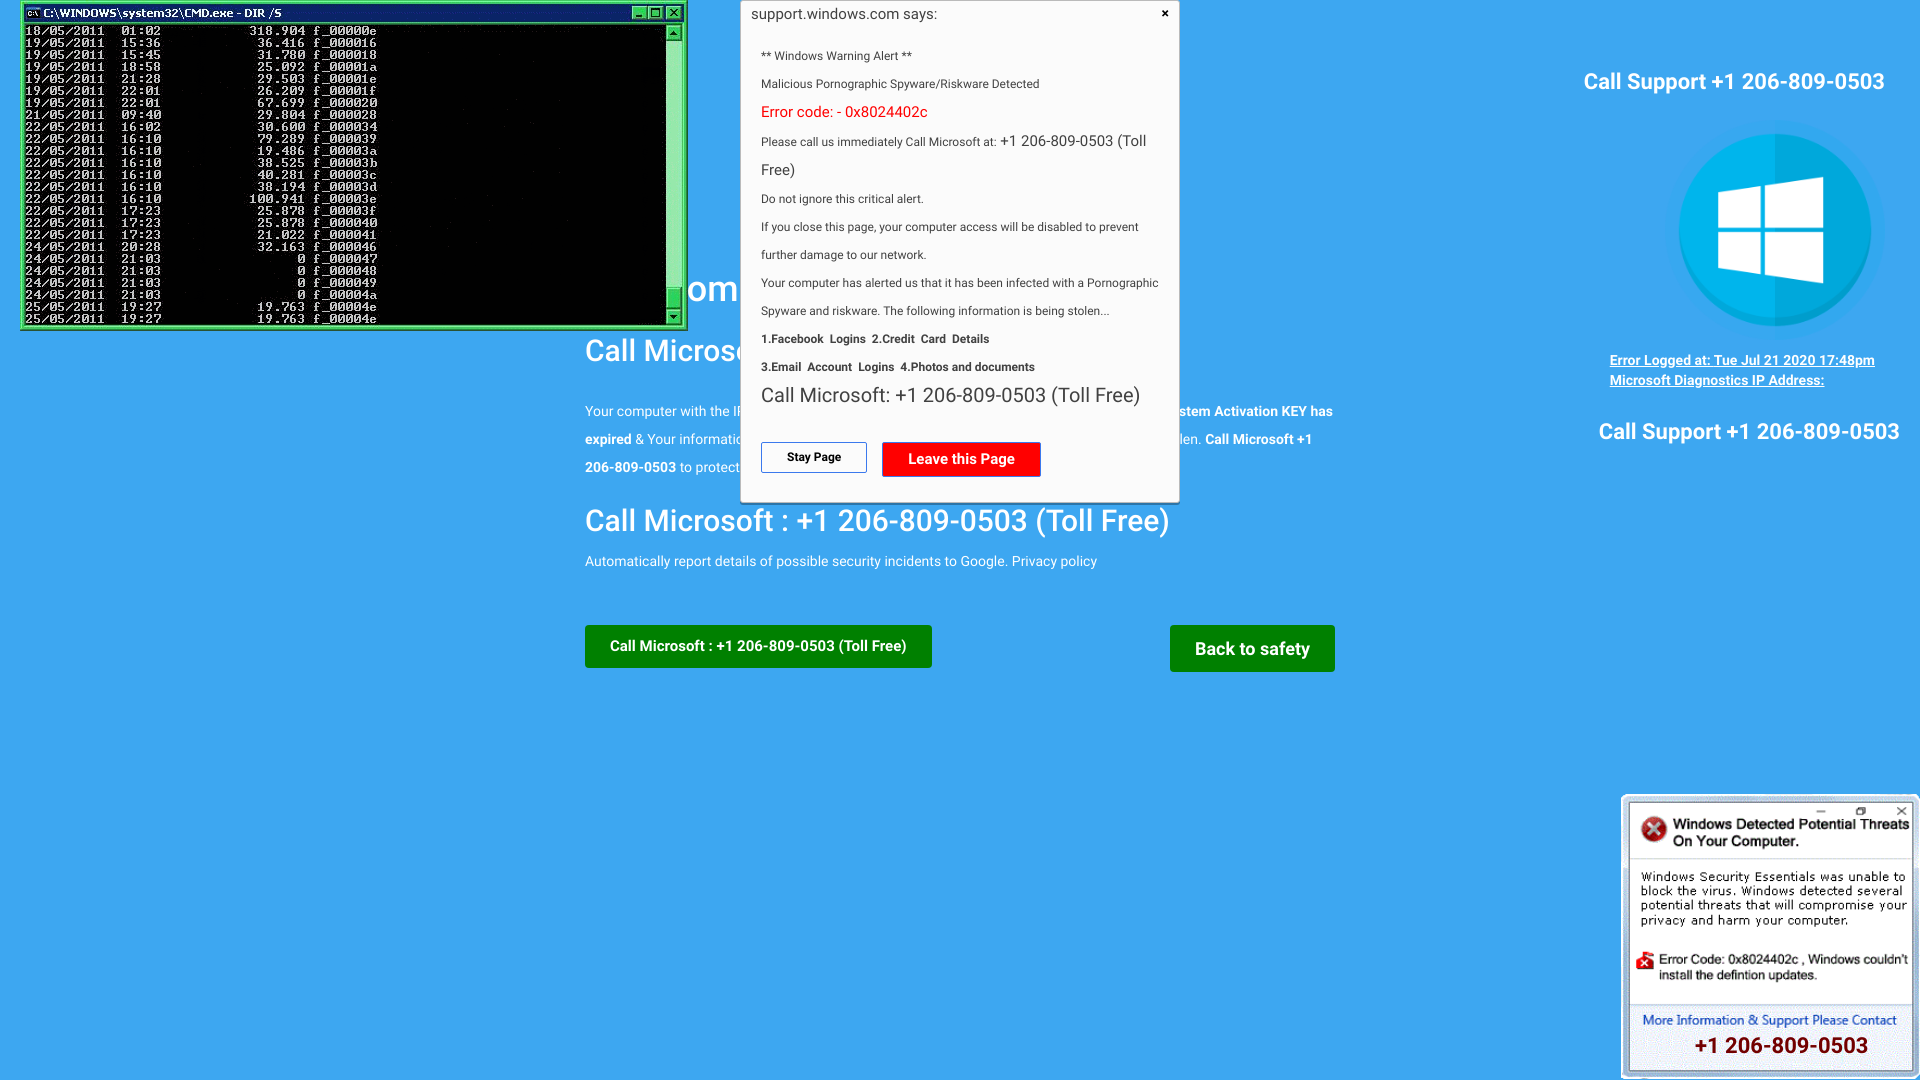 C:\WINDOWS\system32\CMD.exe - DIR /S
18/05/2011 01:02 318.904 f_00000e
19/05/2011 15:36 36.416 f_000016
19/05/2011 15:45 31.780 f_000018
19/05/2011 18:58 25.092 f_00001a
19/05/2011 21:28 29.503 f_00001e
19/05/2011 22:01 26.209 f_00001f
19/05/2011 22:01 67.699 f_000020
21/05/2011 09:40 29.804 f_000028
22/05/2011 16:02 30.600 f_000034
22/05/2011 16:10 79.289 f_000039
22/05/2011 16:10 19.486 f_00003a
22/05/2011 16:10 38.525 f_00003b
22/05/2011 16:10 40.281 f_00003c
22/05/2011 16:10 38.194 f_00003d
22/05/2011 16:10 100.941 f_00003e
22/05/2011 17:23 25.878 f_00003f
22/05/2011 17:23 25.878 f_000040
22/05/2011 17:23 21.022 f_000041
24/05/2011 20:28 32.163 f_000046
24/05/2011 21:03 0 f_000047
24/05/2011 21:03 0 f_000048
24/05/2011 21:03 0 f_000049
24/05/2011 21:03 0 f_00004a
25/05/2011 19:27 19.763 f_00004e
25/05/2011 19:27 19.763 f_00004e
support.windows.com says:
** Windows Warning Alert **
Malicious Pornographic Spyware/Riskware Detected
Error code: - 0x8024402c
Please call us immediately Call Microsoft at: +1 206-809-0503 (Toll
Free)
Do not ignore this critical alert.
If you close this page, your computer access will be disabled to prevent
further damage to our network.
Your computer has alerted us that it has been infected with a Pornographic
Spyware and riskware. The following information is being stolen...
1.Facebook Logins 2.Credit Card Details
3.Email Account Logins 4.Photos and documents
Call Microsoft: +1 206-809-0503 (Toll Free)
Stay Page
Leave this Page
om
Call Micros
Your computer with the stem Activation KEY has
expired & Your informatio len. Call Microsoft +1
206-809-0503 to protect
Call Microsoft : +1 206-809-0503 (Toll Free)
Automatically report details of possible security incidents to Google. Privacy policy
Call Microsoft : +1 206-809-0503 (Toll Free)
Back to safety
Call Support +1 206-809-0503
Error Logged at: Tue Jul 21 2020 17:48pm
Microsoft Diagnostics IP Address:
Call Support +1 206-809-0503
Windows Detected Potential Threats
On Your Computer.
Windows Security Essentials was unable to
block the virus. Windows detected several
potential threats that will compromise your
privacy and harm your computer.
Error Code: 0x8024402c , Windows couldn't
install the defintion updates.
More Information & Support Please Contact
+1 206-809-0503